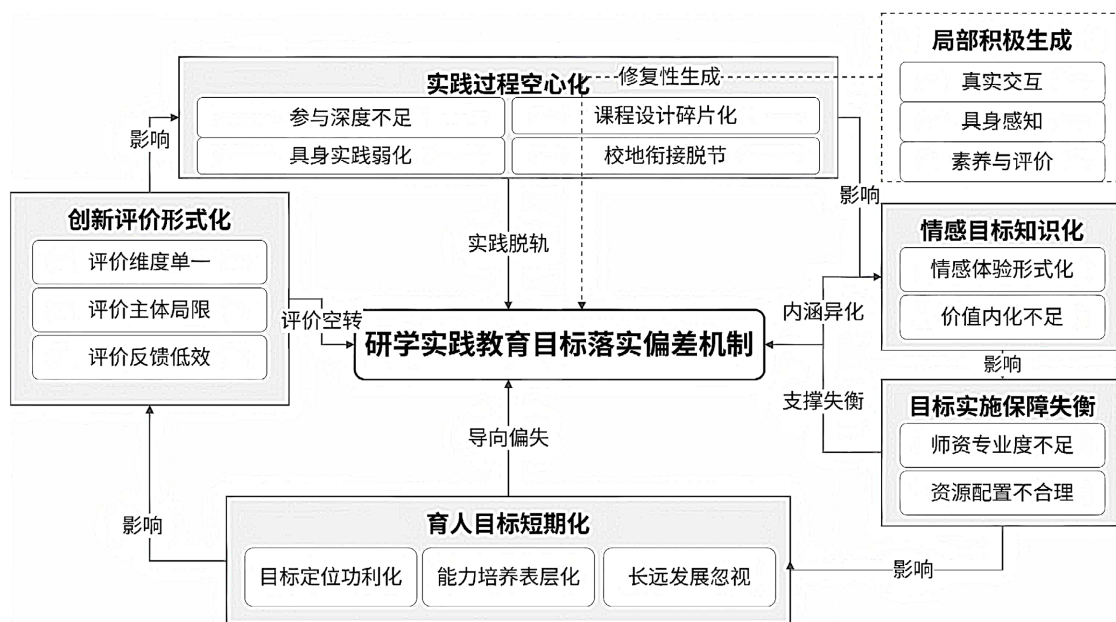 局部积极生成
真实交互
具身感知
素养与评价
修复性生成
实践过程空心化
参与深度不足
课程设计碎片化
具身实践弱化
校地衔接脱节
影响
影响
创新评价形式化
评价维度单一
评价主体局限
评价反馈低效
实践脱轨
评价空转
情感目标知识化
情感体验形式化
价值内化不足
内涵异化
研学实践教育目标落实偏差机制
影响
支撑失衡
目标实施保障失衡
师资专业度不足
资源配置不合理
导向偏失
影响
育人目标短期化
目标定位功利化
能力培养表层化
长远发展忽视
影响